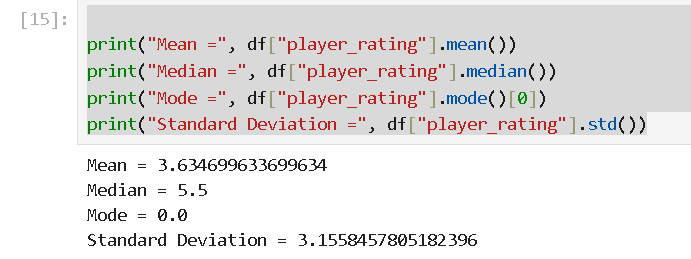 [15]:
print("Mean =", df["player_rating"].mean())
print("Median =", df["player_rating"].median())
print("Mode =", df["player_rating"].mode()[0])
print("Standard Deviation =", df["player_rating"].std())
Mean = 3.634699633699634
Median = 5.5
Mode = 0.0
Standard Deviation = 3.1558457805182396